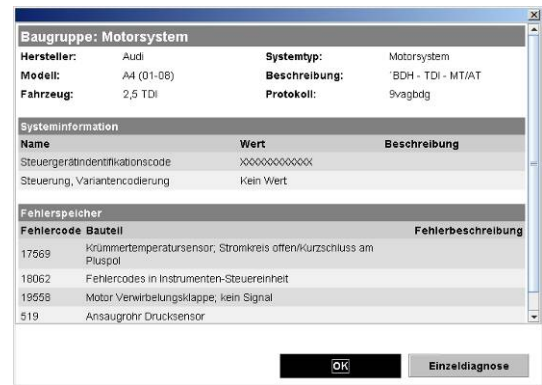 Baugruppe: Motorsystem
Hersteller: Audi Systemtyp: Motorsystem
Modell: A4 (01-08) Beschreibung: `BDH - TDI - MT/AT
Fahrzeug: 2,5 TDI Protokoll: 9vagbdg
Systeminformation
Name Wert Beschreibung
Steuergerätindentifikationscode XXXXXXXXXXXX
Steuerung, Variantencodierung Kein Wert
Fehlerspeicher
Fehlercode Bauteil Fehlerbeschreibung
17569 Krümmertemperatursensor; Stromkreis offen/Kurzschluss am
Pluspol
18062 Fehlercodes in Instrumenten-Steuereinheit
19558 Motor Verwirbelungsklappe; kein Signal
519 Ansaugrohr Drucksensor
OK Einzeldiagnose